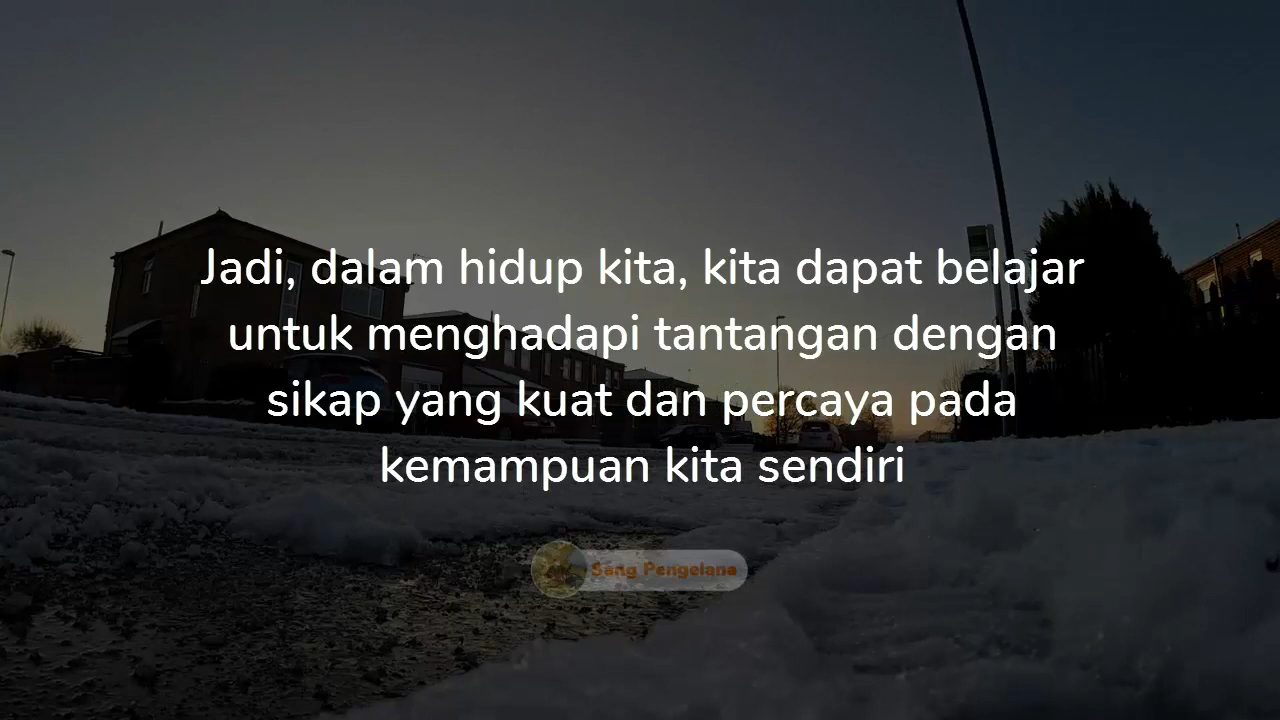 Jadi, dalam hidup kita, kita dapat belajar
untuk menghadapi tantangan dengan
sikap yang kuat dan percaya pada
kemampuan kita sendiri
Sang Pengelana